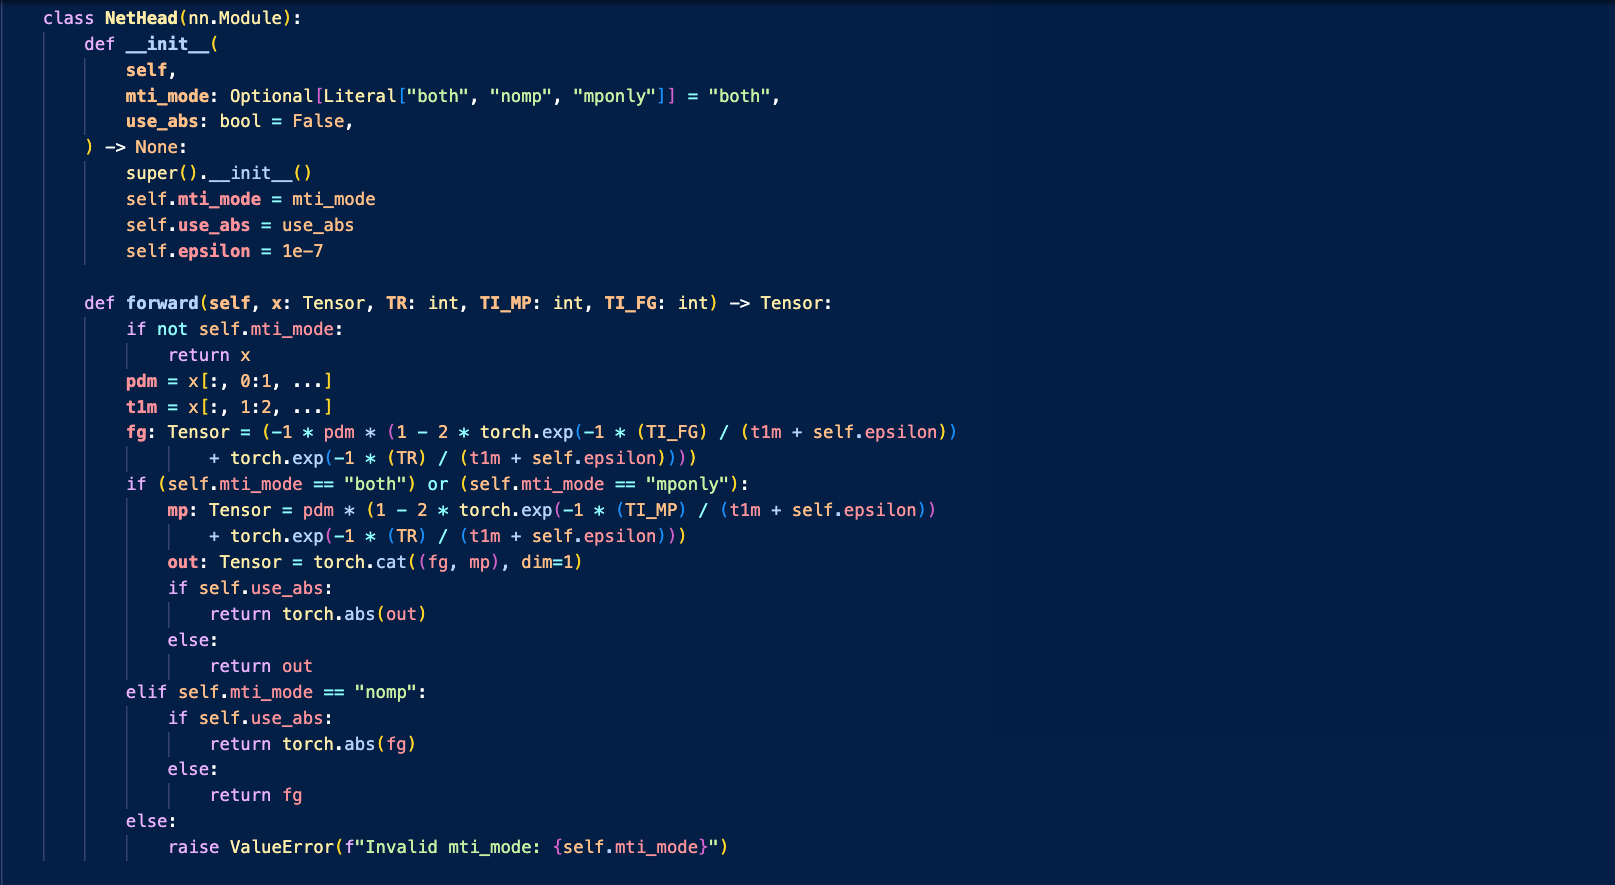 class NetHead(nn.Module):
    def __init__(
        self,
        mti_mode: Optional[Literal["both", "nomp", "mponly"]] = "both",
        use_abs: bool = False,
    ) -> None:
        super().__init__()
        self.mti_mode = mti_mode
        self.use_abs = use_abs
        self.epsilon = 1e-7

    def forward(self, x: Tensor, TR: int, TI_MP: int, TI_FG: int) -> Tensor:
        if not self.mti_mode:
            return x
        pdm = x[:, 0:1, ...]
        t1m = x[:, 1:2, ...]
        fg: Tensor = (-1 * pdm * (1 - 2 * torch.exp(-1 * (TI_FG) / (t1m + self.epsilon))
                + torch.exp(-1 * (TR) / (t1m + self.epsilon))))
        if (self.mti_mode == "both") or (self.mti_mode == "mponly"):
            mp: Tensor = pdm * (1 - 2 * torch.exp(-1 * (TI_MP) / (t1m + self.epsilon))
                + torch.exp(-1 * (TR) / (t1m + self.epsilon)))
            out: Tensor = torch.cat((fg, mp), dim=1)
            if self.use_abs:
                return torch.abs(out)
            else:
                return out
        elif self.mti_mode == "nomp":
            if self.use_abs:
                return torch.abs(fg)
            else:
                return fg
        else:
            raise ValueError(f"Invalid mti_mode: {self.mti_mode}")